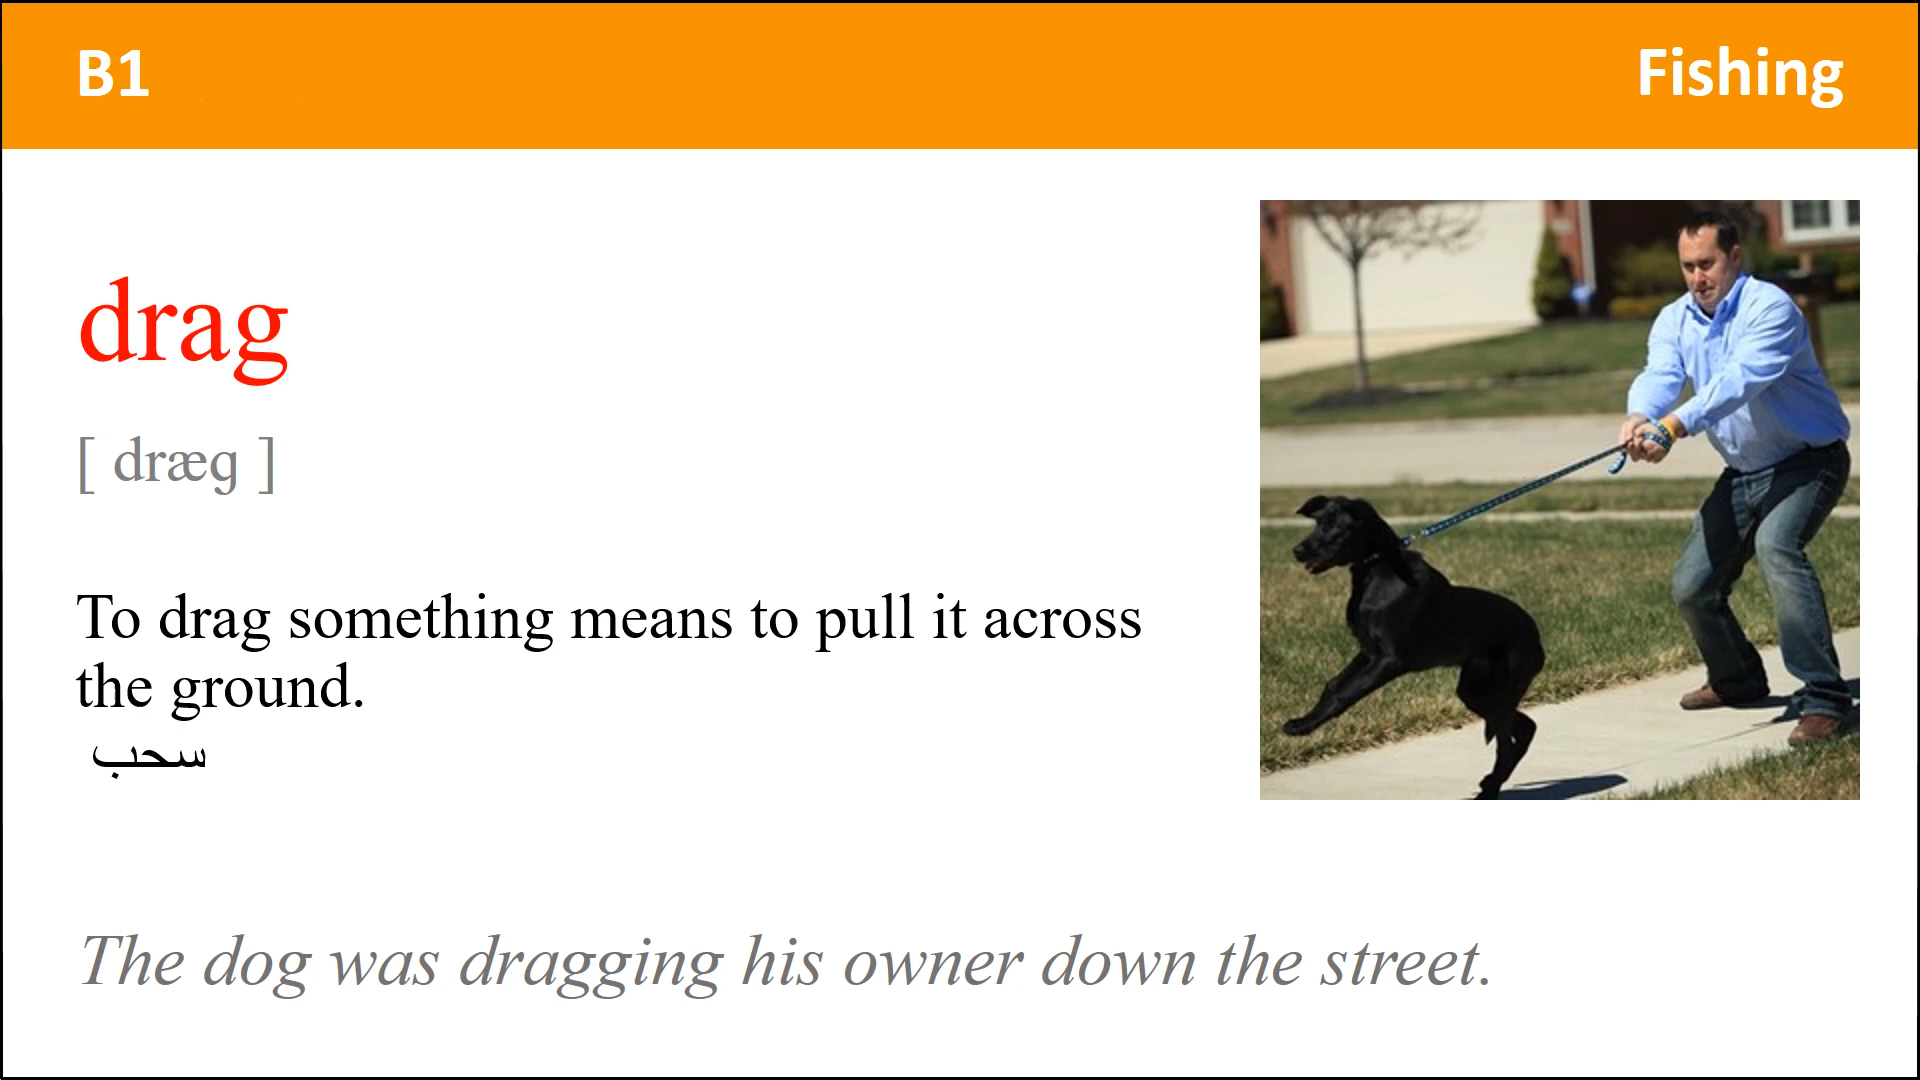 B1
Fishing
drag
[ dræg ]
To drag something means to pull it across
the ground.
سحب
The dog was dragging his owner down the street.